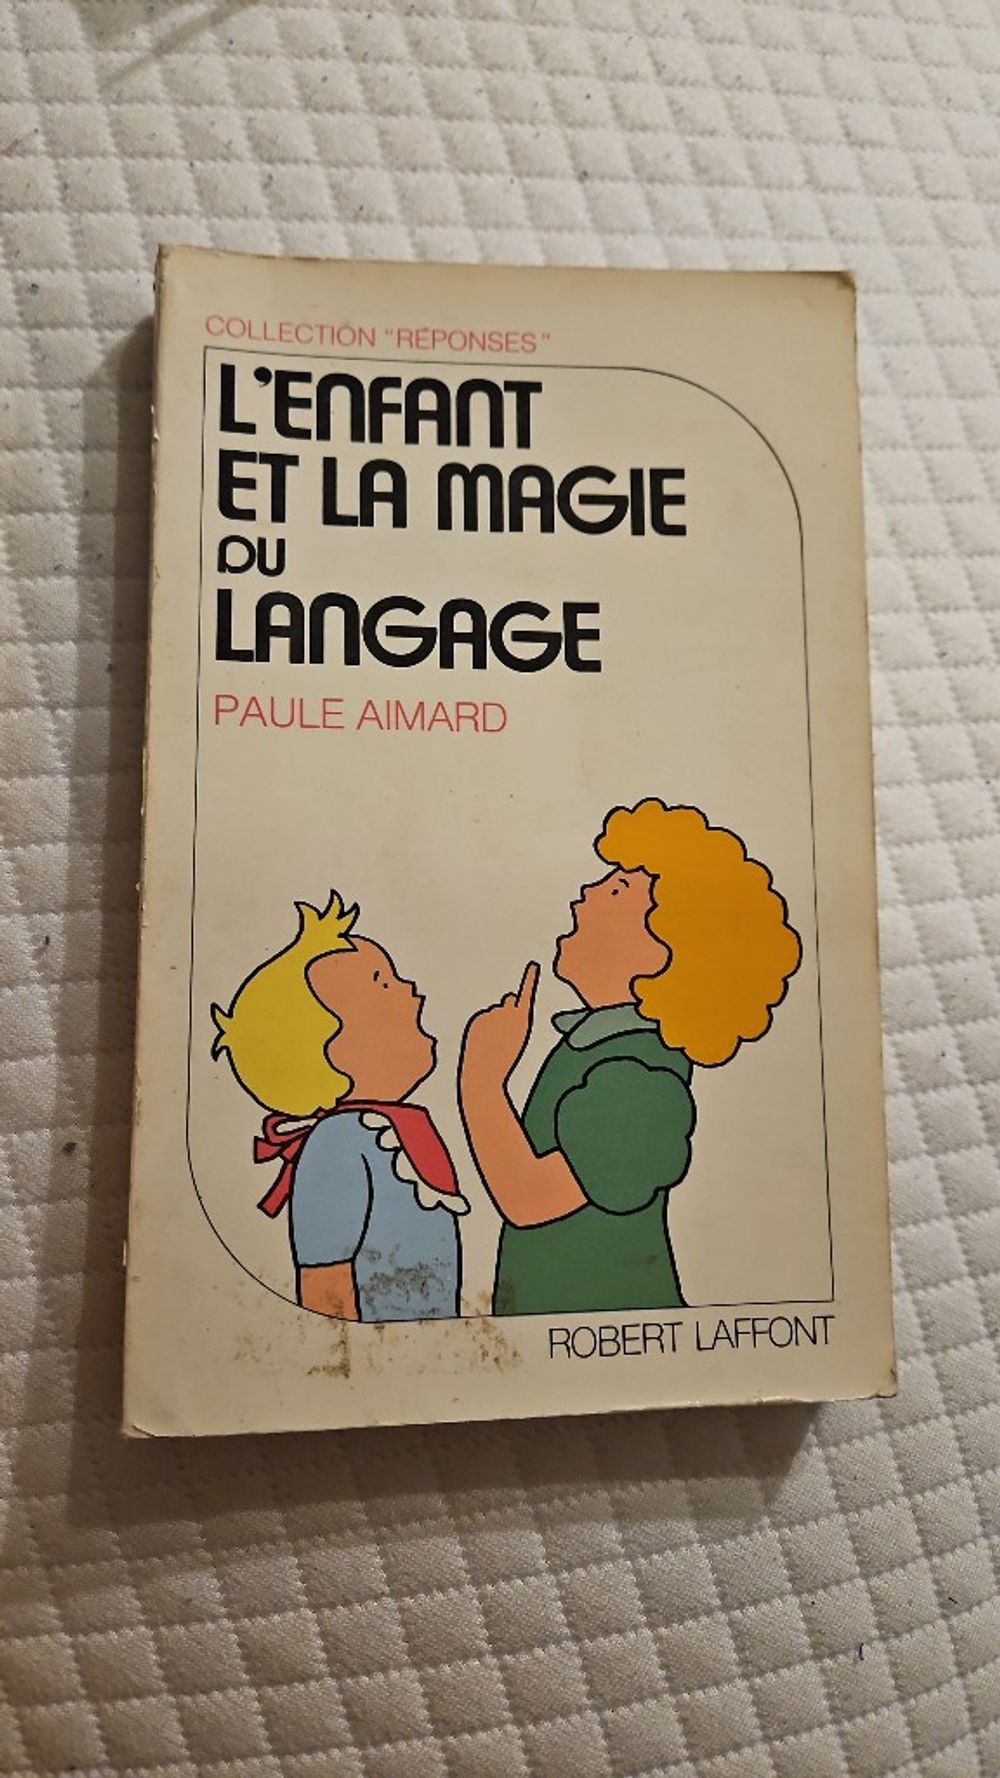 COLLECTION "RÉPONSES"
L'ENFANT
ET LA MAGIE
DU
LANGAGE
PAULE AIMARD
ROBERT LAFFONT